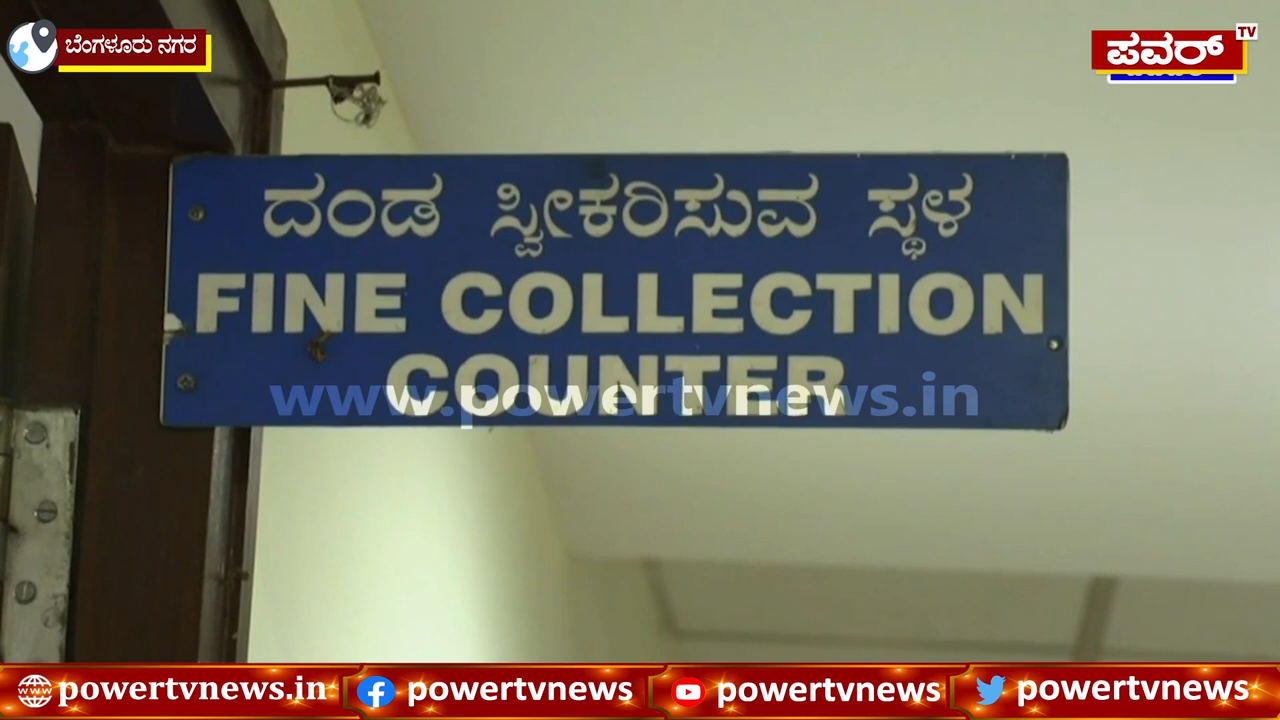 ಬೆಂಗಳೂರು ನಗರ
ಪವರ್ TV
ದಂಡ ಸ್ವೀಕರಿಸುವ ಸ್ಥಳ
FINE COLLECTION
COUNTER
www.powertvnews.in
powertvnews.in powertvnews powertvnews powertvnews